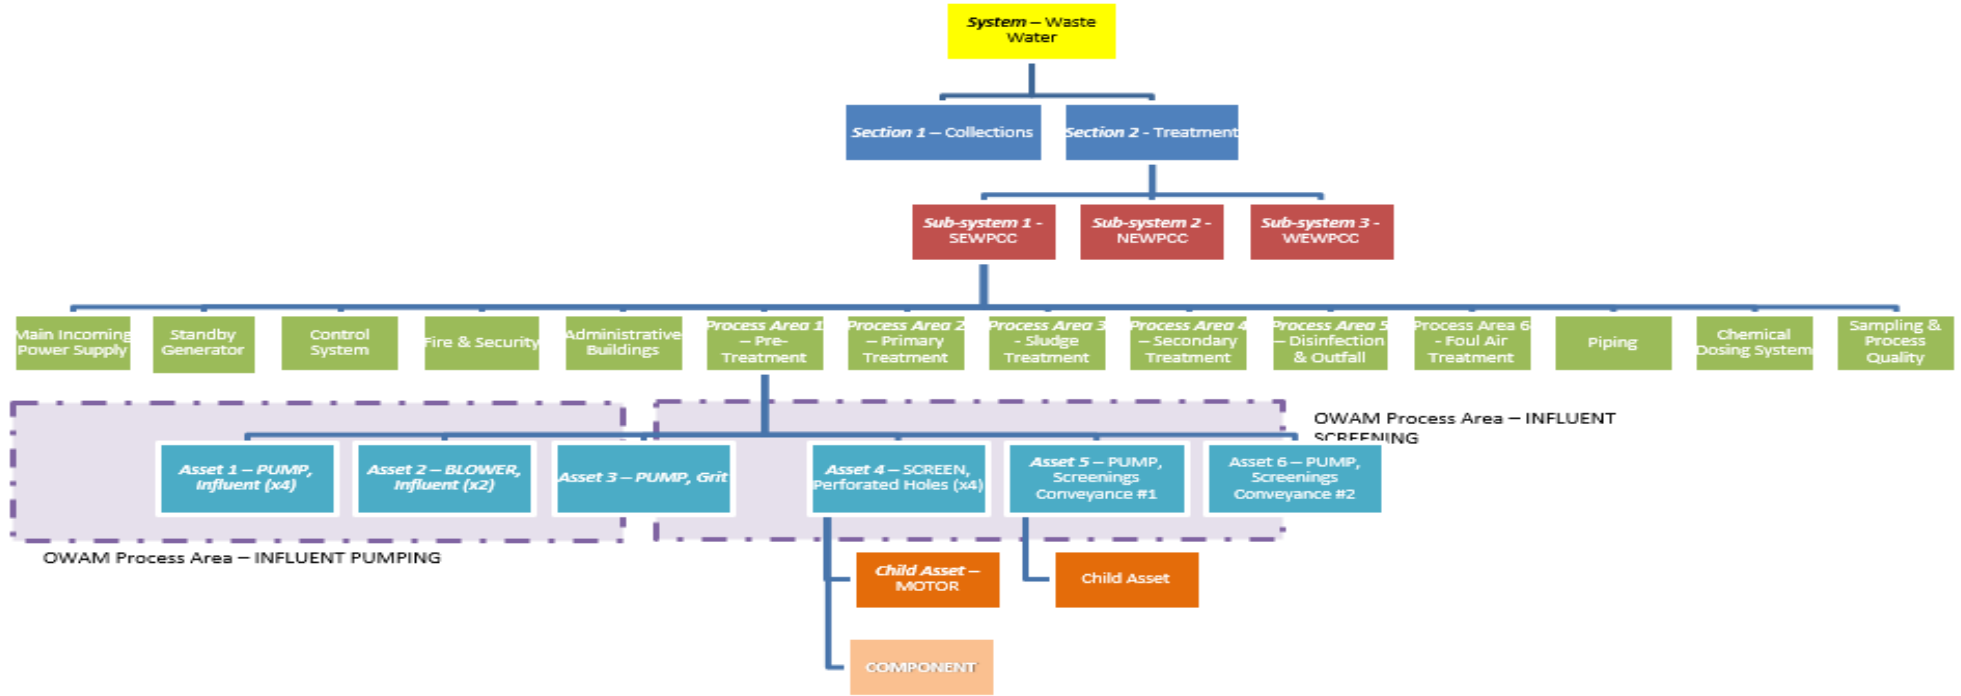 System – Waste
Water
Section 1 – Collections
Section 2 - Treatment
Sub-system 1 -
SEWPCC
Sub-system 2 -
NEWPCC
Sub-system 3 -
WEWPCC
Main Incoming
Power Supply
Standby
Generator
Control
System
Fire & Security
Administrative
Buildings
Process Area 1
– Pre-
Treatment
Process Area 2
– Primary
Treatment
Process Area 3
- Sludge
Treatment
Process Area 4
– Secondary
Treatment
Process Area 5
– Disinfection
& Outfall
Process Area 6
- Foul Air
Treatment
Piping
Chemical
Dosing System
Sampling &
Process
Quality
OWAM Process Area – INFLUENT
SCREENING
Asset 1 – PUMP,
Influent (x4)
Asset 2 – BLOWER,
Influent (x2)
Asset 3 – PUMP, Grit
Asset 4 – SCREEN,
Perforated Holes (x4)
Asset 5 – PUMP,
Screenings
Conveyance #1
Asset 6 – PUMP,
Screenings
Conveyance #2
OWAM Process Area – INFLUENT PUMPING
Child Asset –
MOTOR
Child Asset
COMPONENT